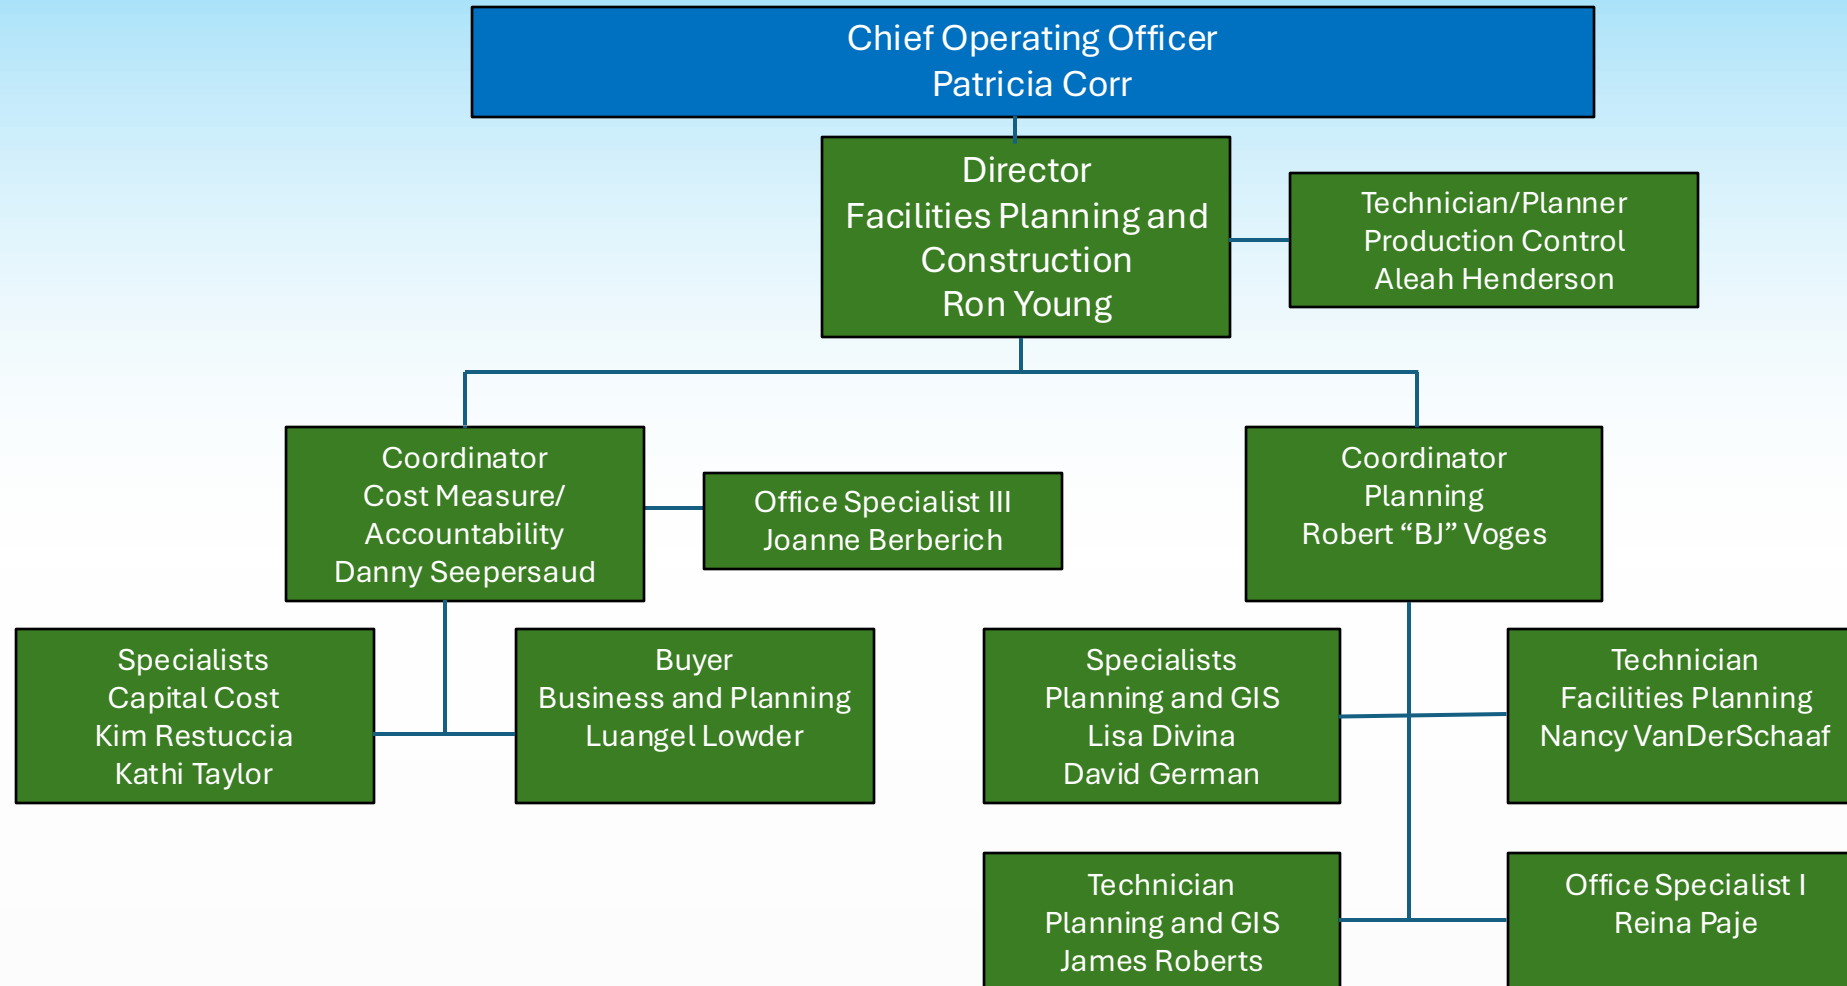 Chief Operating Officer
Patricia Corr
Director
Facilities Planning and
Construction
Ron Young
Technician/Planner
Production Control
Aleah Henderson
Coordinator
Cost Measure/
Accountability
Danny Seepersaud
Office Specialist III
Joanne Berberich
Coordinator
Planning
Robert “BJ” Voges
Specialists
Capital Cost
Kim Restuccia
Kathi Taylor
Buyer
Business and Planning
Luangel Lowder
Specialists
Planning and GIS
Lisa Divina
David German
Technician
Facilities Planning
Nancy VanDerSchaaf
Technician
Planning and GIS
James Roberts
Office Specialist I
Reina Paje